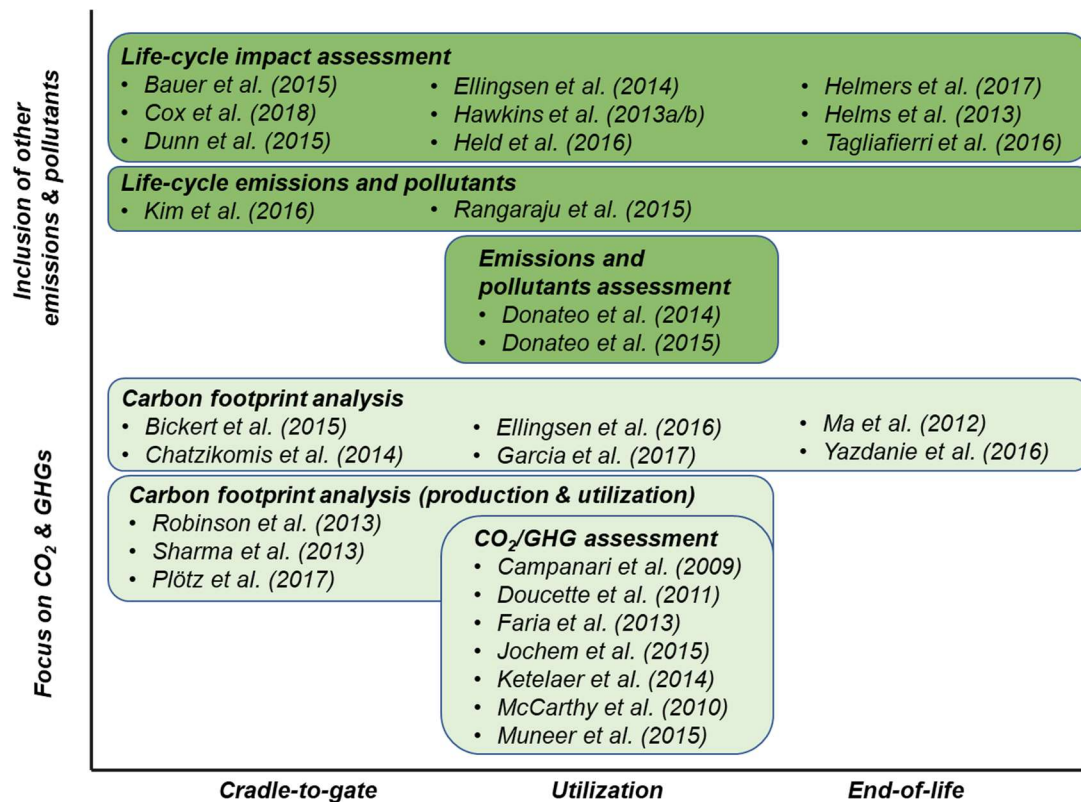 Inclusion of other
emissions & pollutants
Life-cycle impact assessment
• Bauer et al. (2015)
• Cox et al. (2018)
• Dunn et al. (2015)
• Ellingsen et al. (2014)
• Hawkins et al. (2013a/b)
• Held et al. (2016)
• Helmers et al. (2017)
• Helms et al. (2013)
• Tagliafierri et al. (2016)
Life-cycle emissions and pollutants
• Kim et al. (2016)
• Rangaraju et al. (2015)
Emissions and
pollutants assessment
• Donateo et al. (2014)
• Donateo et al. (2015)
Focus on CO₂ & GHGs
Carbon footprint analysis
• Bickert et al. (2015)
• Chatzikomis et al. (2014)
• Ellingsen et al. (2016)
• Garcia et al. (2017)
• Ma et al. (2012)
• Yazdanie et al. (2016)
Carbon footprint analysis (production & utilization)
• Robinson et al. (2013)
• Sharma et al. (2013)
• Plötz et al. (2017)
CO₂/GHG assessment
• Campanari et al. (2009)
• Doucette et al. (2011)
• Faria et al. (2013)
• Jochem et al. (2015)
• Ketelaer et al. (2014)
• McCarthy et al. (2010)
• Muneer et al. (2015)
Cradle-to-gate
Utilization
End-of-life